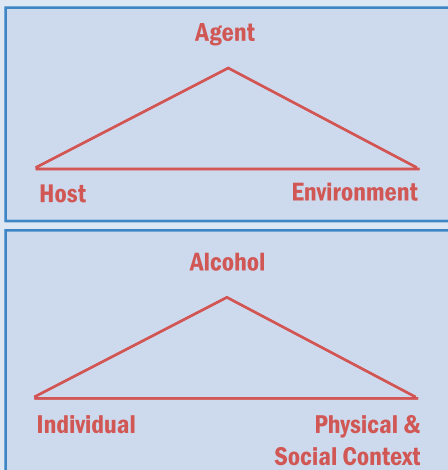 Agent
Host
Environment
Alcohol
Individual
Physical &
Social Context